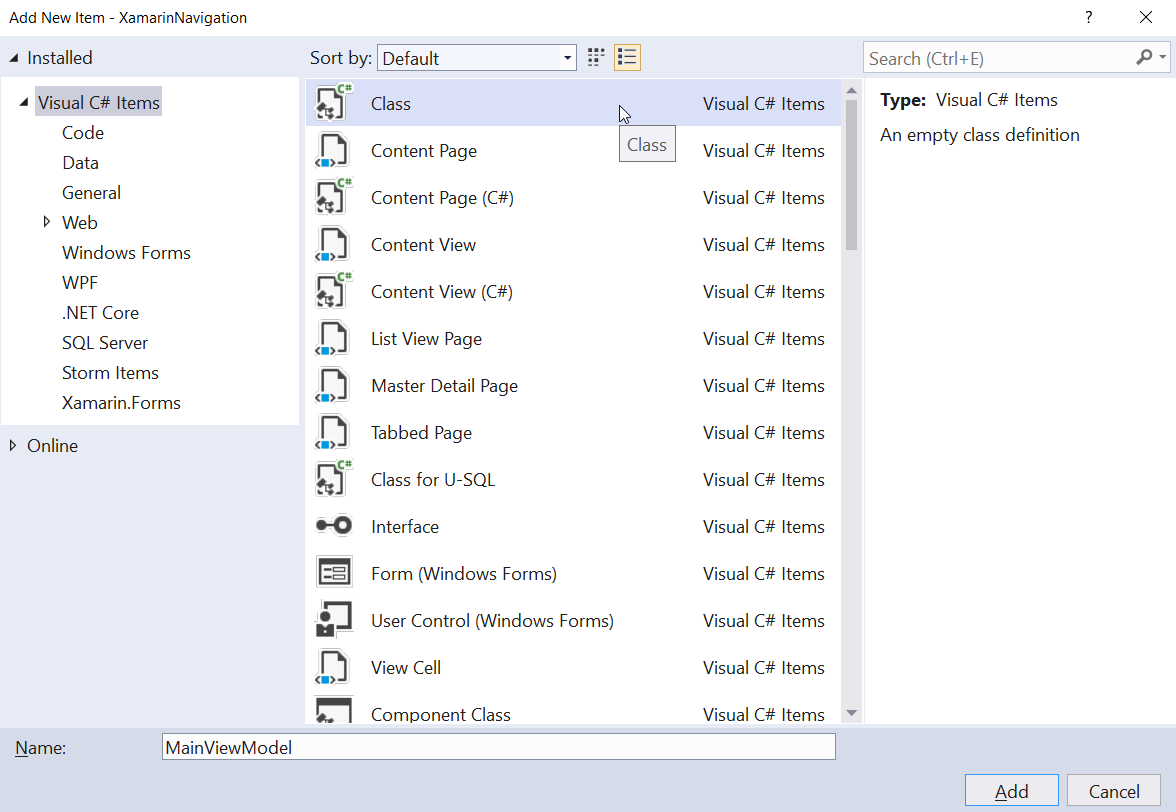 Add New Item - XamarinNavigation
?
Installed
Sort by: Default
Search (Ctrl+E)
Visual C# Items
Code
Data
General
Web
Windows Forms
WPF
.NET Core
SQL Server
Storm Items
Xamarin.Forms
Online
C# Class Visual C# Items
Class
Content Page Visual C# Items
C# Content Page (C#) Visual C# Items
Content View Visual C# Items
C# Content View (C#) Visual C# Items
List View Page Visual C# Items
Master Detail Page Visual C# Items
Tabbed Page Visual C# Items
C# Class for U-SQL Visual C# Items
Interface Visual C# Items
Form (Windows Forms) Visual C# Items
User Control (Windows Forms) Visual C# Items
View Cell Visual C# Items
Component Class Visual C# Items
Type: Visual C# Items
An empty class definition
Name: MainViewModel
Add Cancel